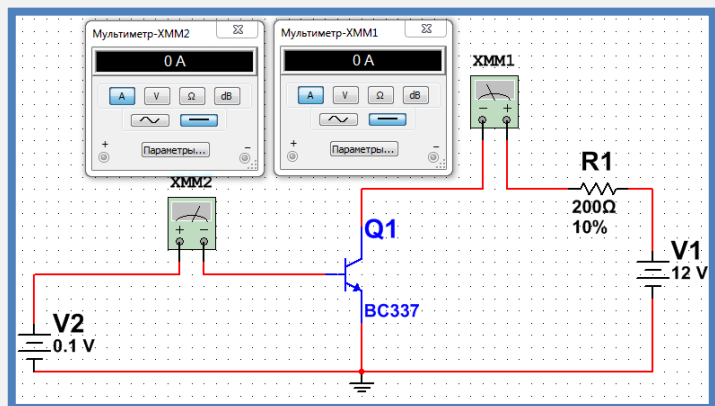 Мультиметр-XMM2
0 A
A V Ω dB
+ Параметры... -
Мультиметр-XMM1
0 A
A V Ω dB
+ Параметры... -
XMM1
- +
XMM2
+ -
R1
200Ω
10%
Q1
BC337
V1
12 V
V2
0.1 V